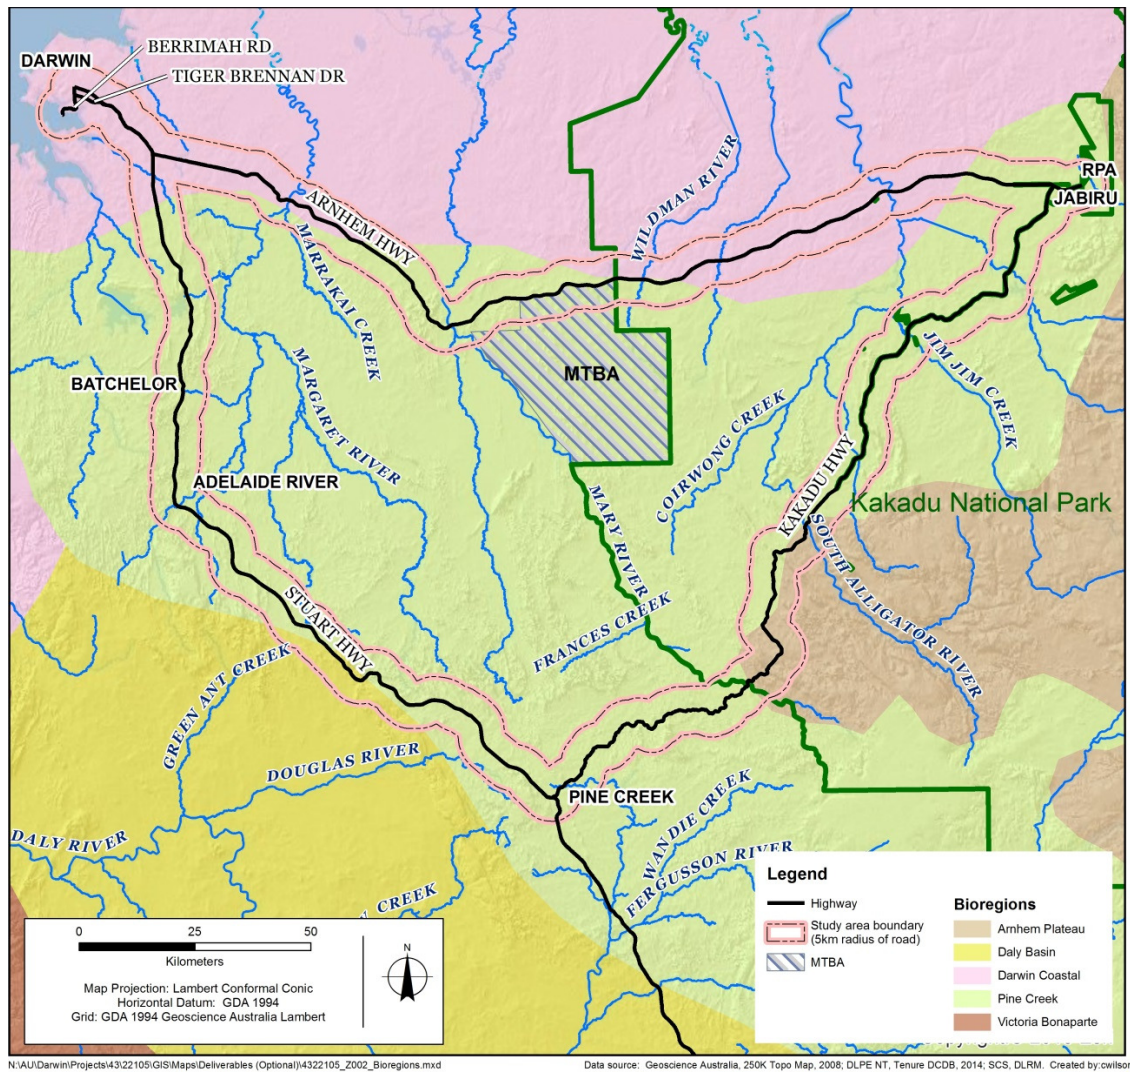 BERRIMAH RD
DARWIN
TIGER BRENNAN DR
WILDMAN RIVER
RPA
JABIRU
ARNHEM HWY
MARRAKAI CREEK
JIM JIM CREEK
MTBA
BATCHELOR
MARGARET RIVER
COIRWONG CREEK
KAKADU HWY
ADELAIDE RIVER
Kakadu National Park
MARY RIVER
SOUTH ALLIGATOR RIVER
STUART HWY
FRANCES CREEK
GREEN ANT CREEK
DOUGLAS RIVER
PINE CREEK
WANDIE CREEK
DALY RIVER
FERGUSSON RIVER
CREEK
Legend
Highway
Study area boundary
(5km radius of road)
MTBA
Bioregions
Arnhem Plateau
Daly Basin
Darwin Coastal
Pine Creek
Victoria Bonaparte
0 25 50
Kilometers
N
Map Projection: Lambert Conformal Conic
Horizontal Datum: GDA 1994
Grid: GDA 1994 Geoscience Australia Lambert
N:\AU\Darwin\Projects\43\22105\GIS\Maps\Deliverables (Optional)\4322105_Z002_Bioregions.mxd
Data source: Geoscience Australia, 250K Topo Map, 2008; DLPE NT, Tenure DCDB, 2014; SCS, DLRM. Created by:cwilson